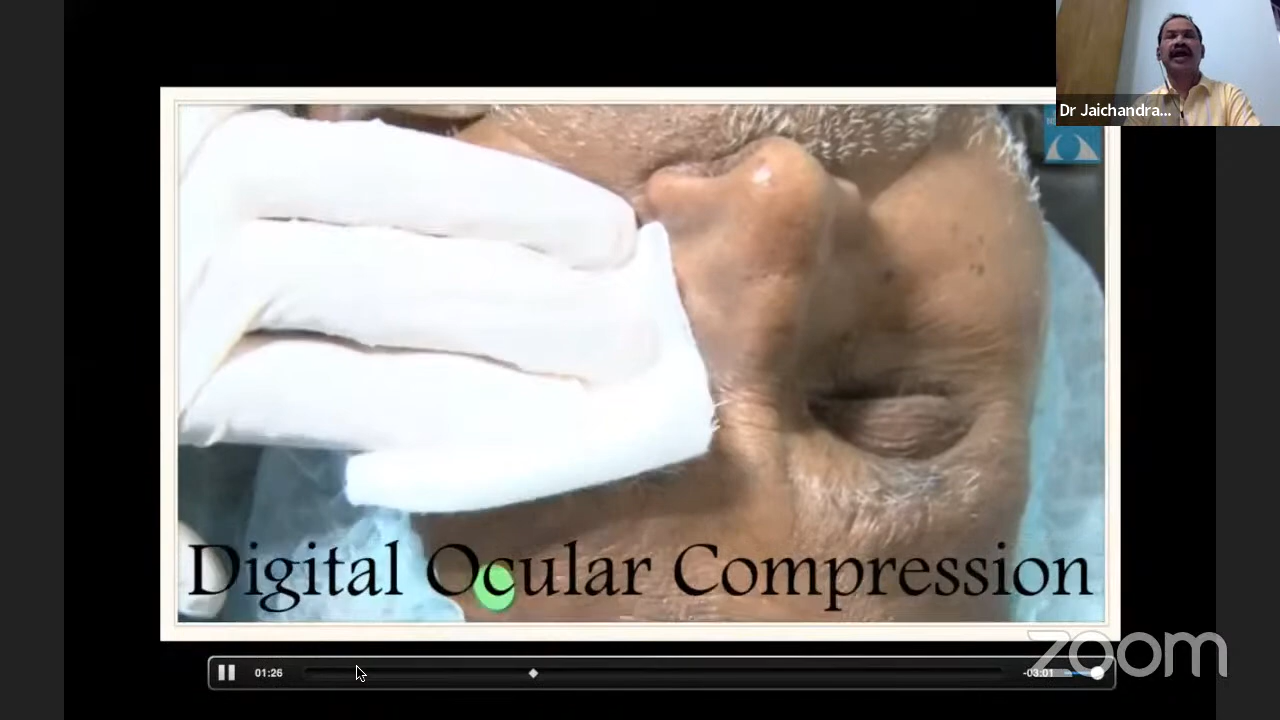 Dr Jaichandra...
Digital Ocular Compression
01:26
-03:01
zoom